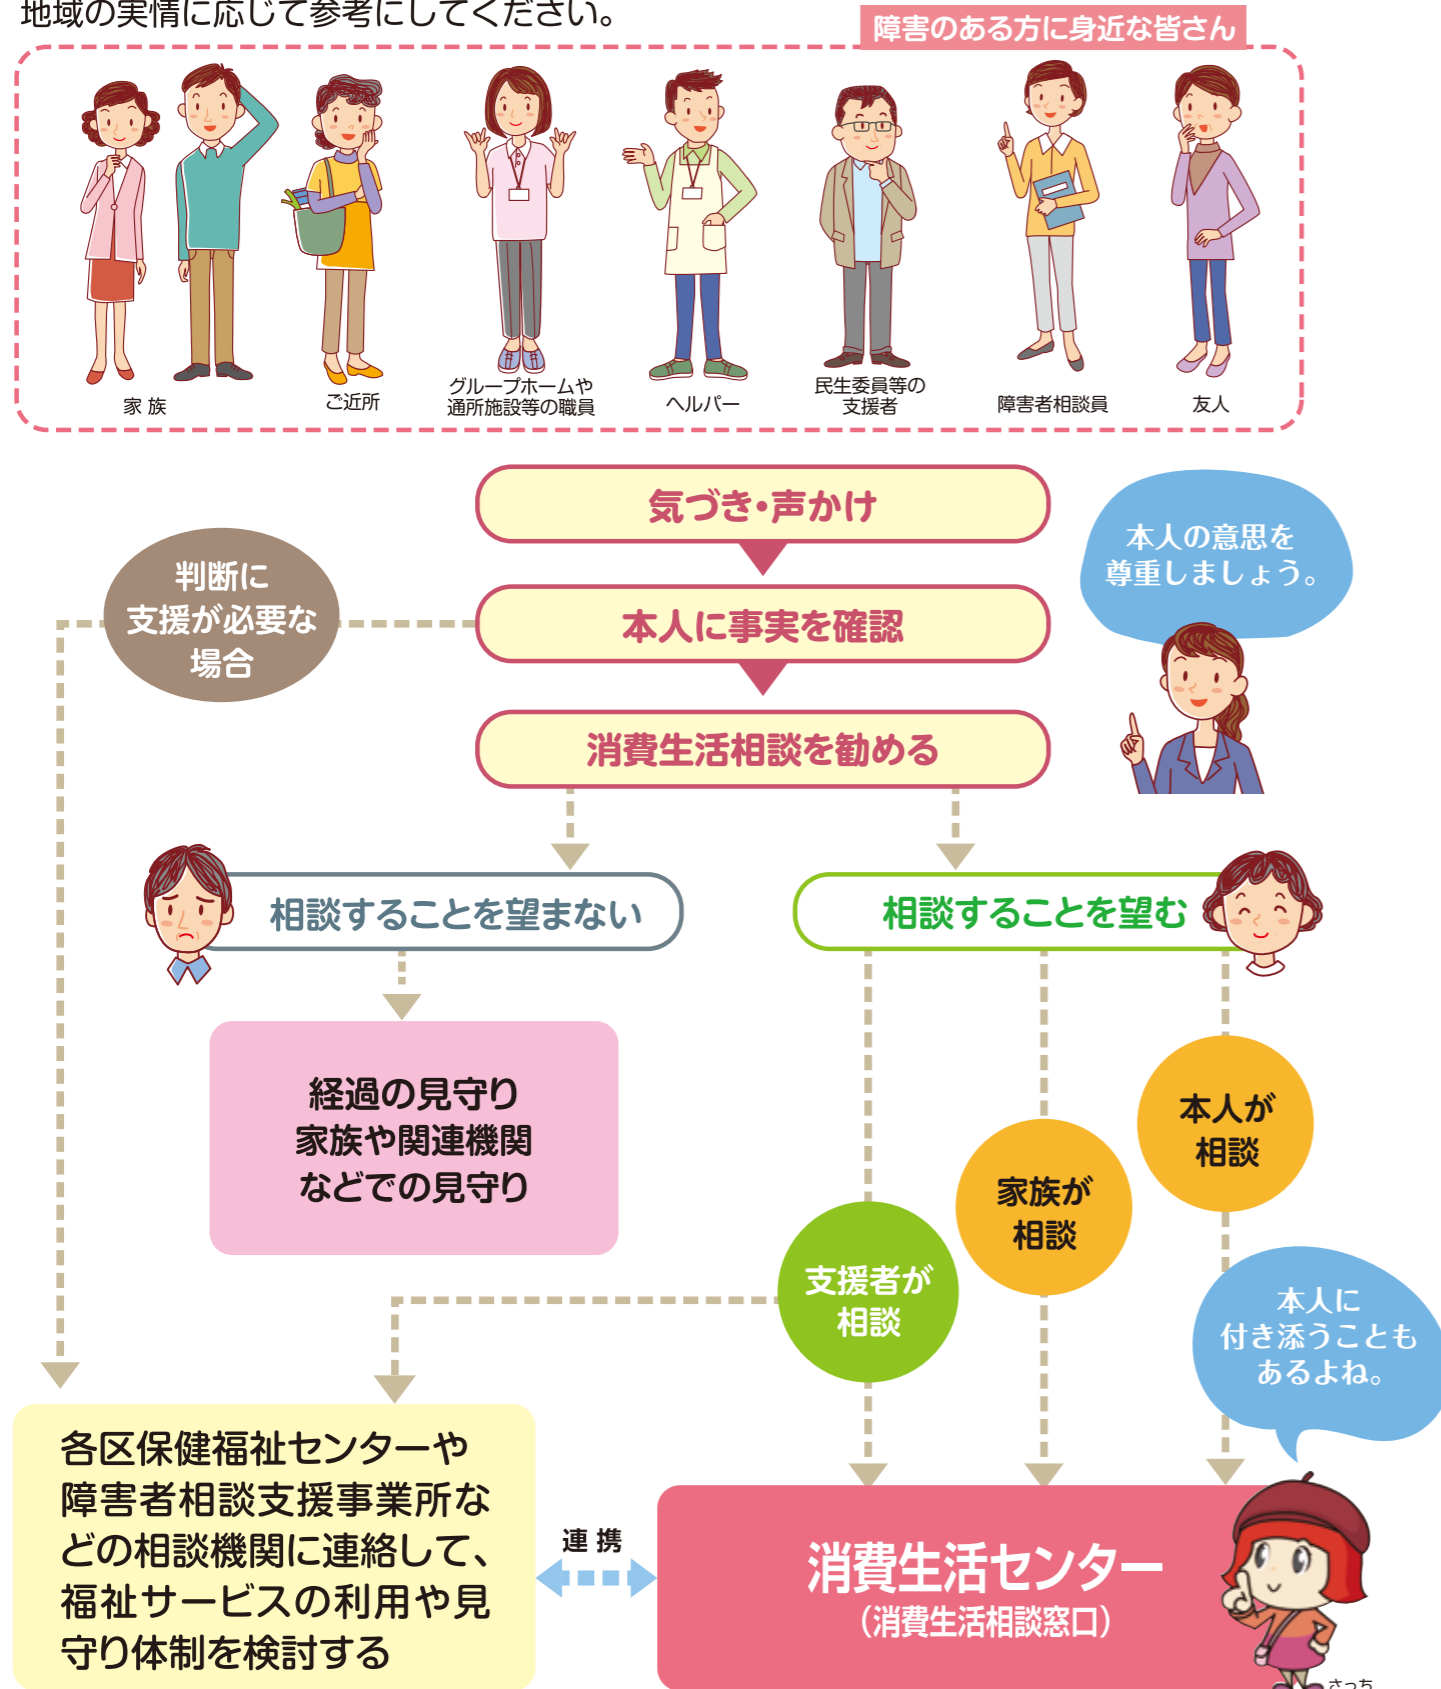 地域の実情に応じて参考にしてください。
障害のある方に身近な皆さん
家 族
ご近所
グループホームや
通所施設等の職員
ヘルパー
民生委員等の
支援者
障害者相談員
友人
気づき・声かけ
本人の意思を
尊重しましょう。
判断に
支援が必要な
場合
本人に事実を確認
消費生活相談を勧める
相談することを望まない
相談することを望む
経過の見守り
家族や関連機関
などでの見守り
本人が
相談
家族が
相談
支援者が
相談
本人に
付き添うことも
あるよね。
各区保健福祉センターや
障害者相談支援事業所な
どの相談機関に連絡して、
福祉サービスの利用や見
守り体制を検討する
連 携
消費生活センター
（消費生活相談窓口）
さっち